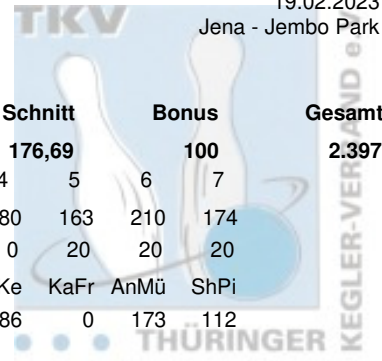 TKV
19.02.2023
Jena - Jembo Park
Schnitt Bonus Gesamt
176,69 100 2.397
4 5 6 7
80 163 210 174
0 20 20 20
Ke KaFr AnMü ShPi
86 0 173 112
THÜRINGER
KEGLER-VERBAND e.V.